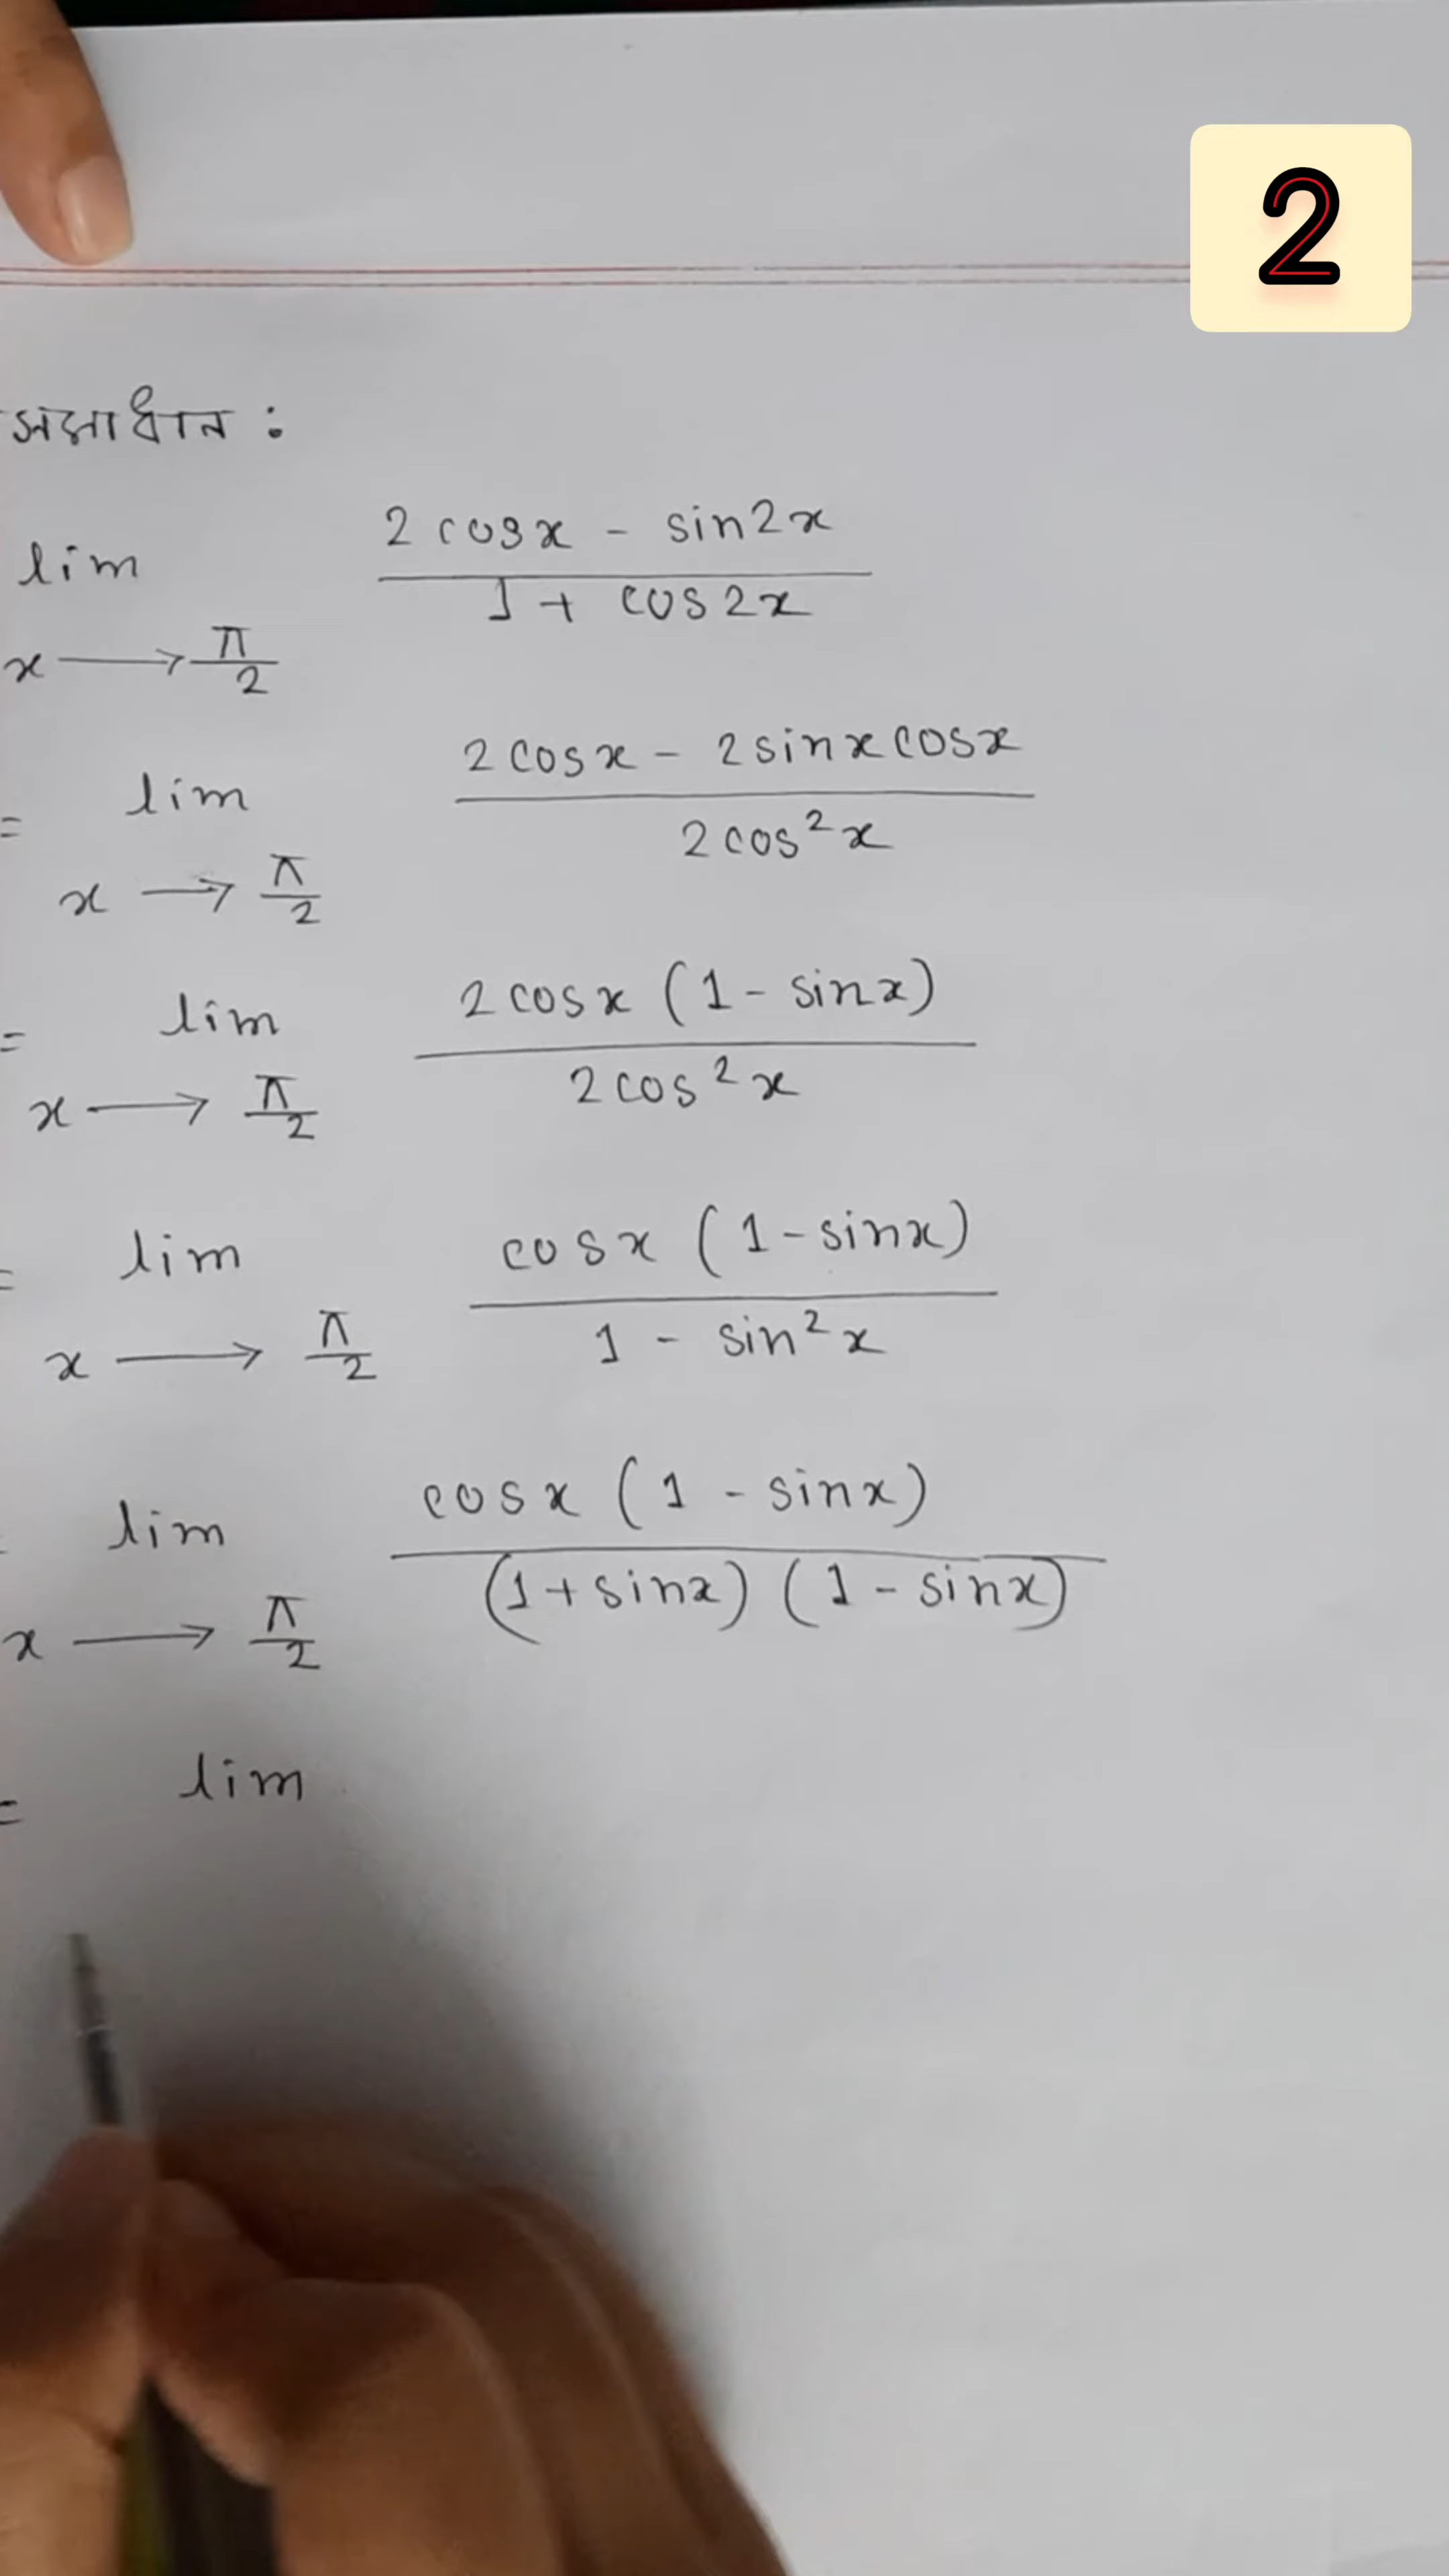 2
সমাধান :
lim x→π/2 (2cosx - sin2x)/(1 + cos2x)
= lim x→π/2 (2cosx - 2sinxcosx)/(2cos²x)
= lim x→π/2 (2cosx (1 - sinx))/(2cos²x)
= lim x→π/2 (cosx (1 - sinx))/(1 - sin²x)
= lim x→π/2 (cosx (1 - sinx))/((1 + sinx) (1 - sinx))
= lim